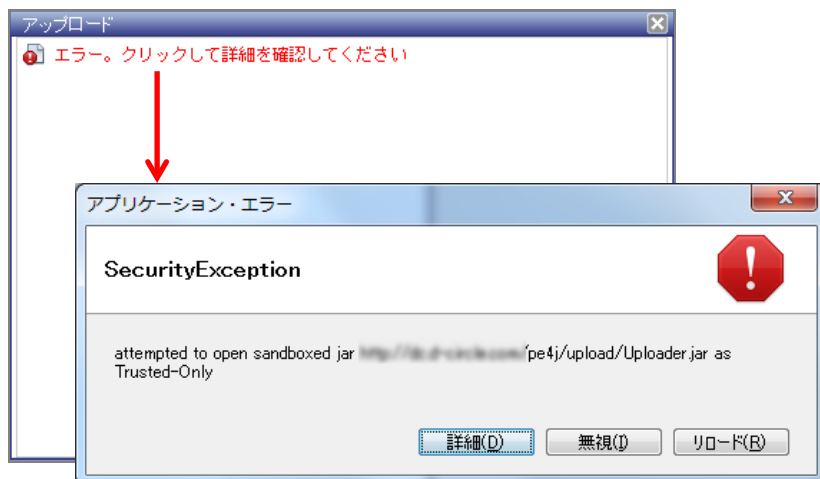 アップロード
エラー。クリックして詳細を確認してください
アプリケーション・エラー
SecurityException
attempted to open sandboxed jar /pe4j/upload/Uploader.jar as
Trusted-Only
詳細(D)
無視(I)
リロード(R)